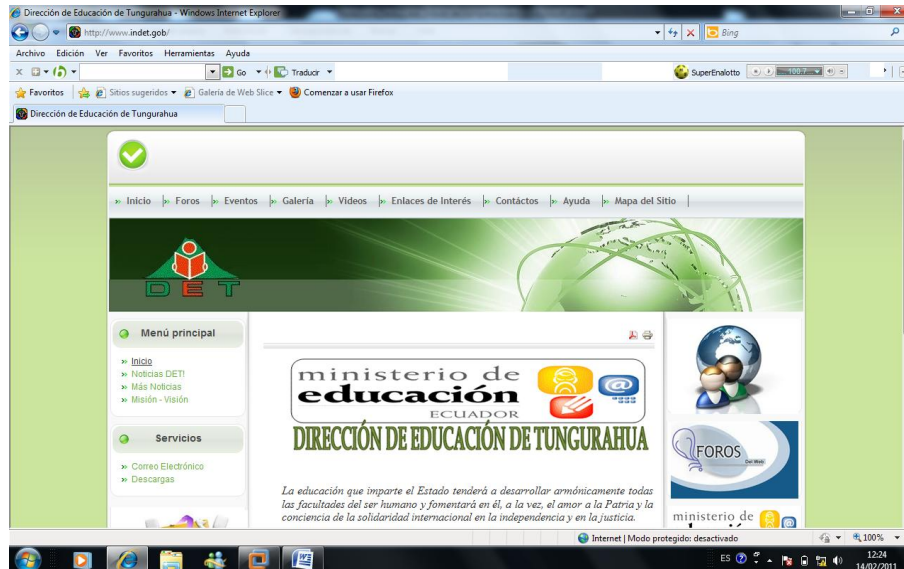 Dirección de Educación de Tungurahua - Windows Internet Explorer
http://www.indet.gob/
Bing
Archivo Edición Ver Favoritos Herramientas Ayuda
Go Traducir SuperEnalotto 100.7
Favoritos Sitios sugeridos Galería de Web Slice Comenzar a usar Firefox
Dirección de Educación de Tungurahua
Inicio Foros Eventos Galería Videos Enlaces de Interés Contáctos Ayuda Mapa del Sitio
DET
Menú principal
Inicio
Noticias DET!
Más Noticias
Misión - Visión
Servicios
Correo Electrónico
Descargas
ministerio de
educación
ECUADOR
DIRECCIÓN DE EDUCACIÓN DE TUNGURAHUA
La educación que imparte el Estado tenderá a desarrollar armónicamente todas
las facultades del ser humano y fomentará en él, a la vez, el amor a la Patria y la
conciencia de la solidaridad internacional en la independencia y en la justicia.
FOROS
Del Web
ministerio de
Internet | Modo protegido: desactivado 100%
ES 12:24
14/02/2011